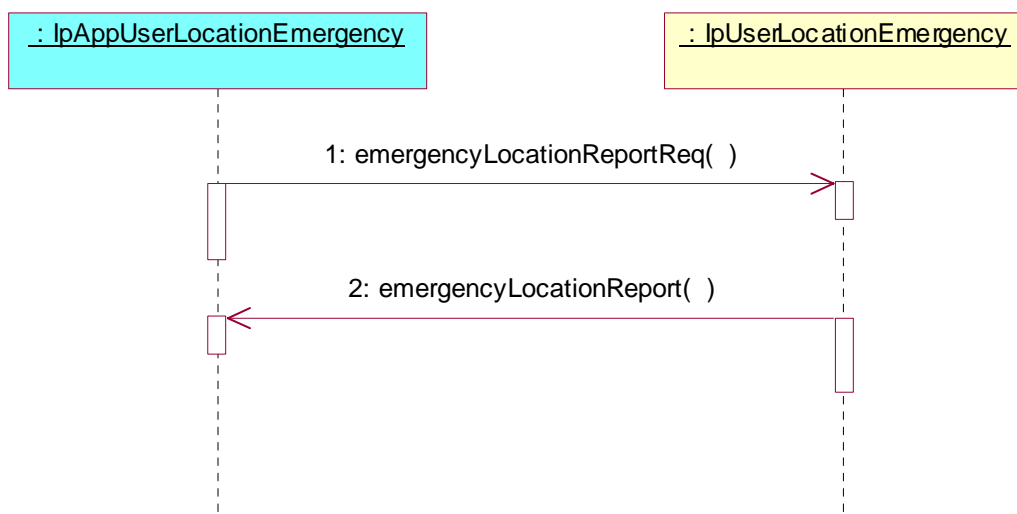 : IpAppUserLocationEmergency
: IpUserLocationEmergency
1: emergencyLocationReportReq( )
2: emergencyLocationReport( )